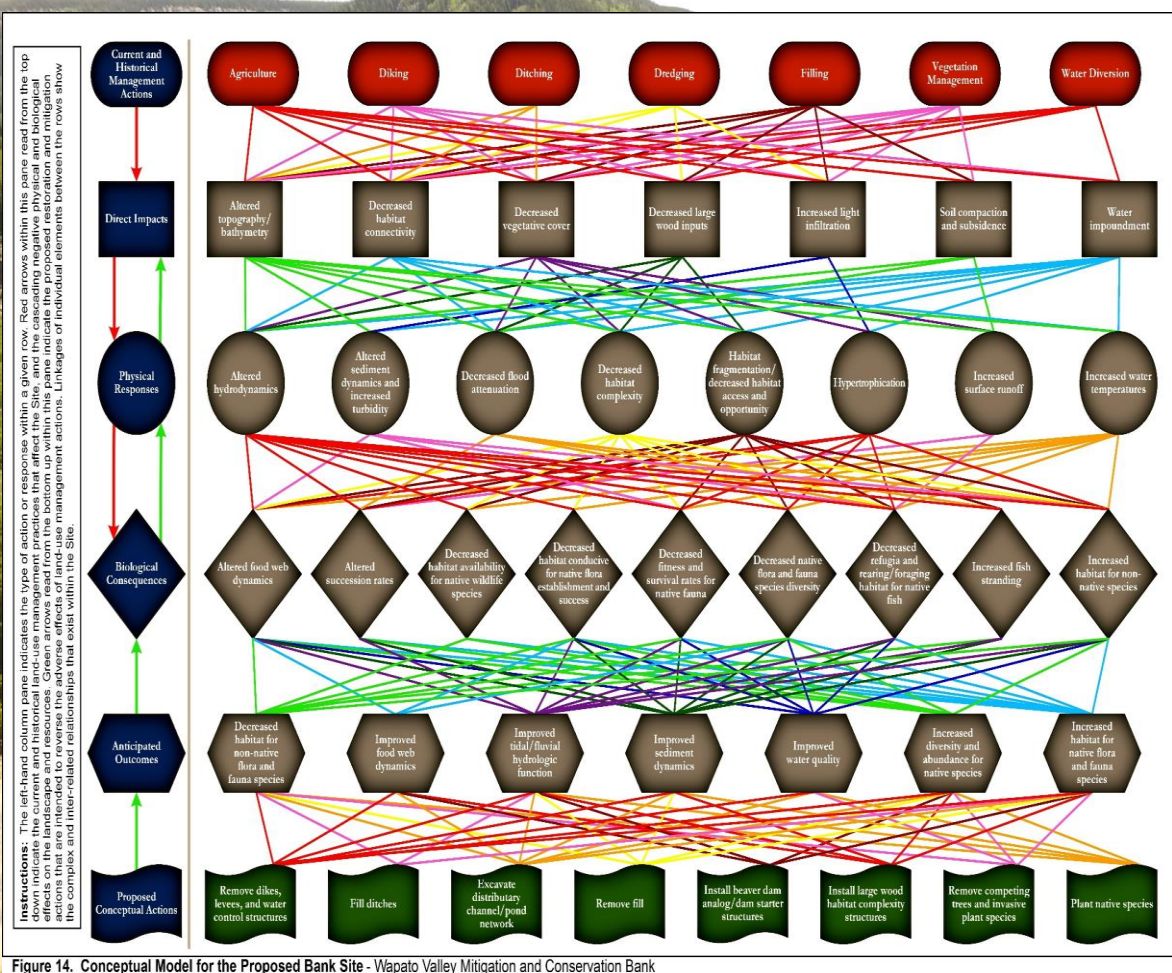 Instructions: The left-hand column pane indicates the type of action or response within a given row. Red arrows within this pane read from the top
down indicate the current and historical land-use management practices that affect the Site, and the cascading negative physical and biological
effects on the landscape and resources. Green arrows read from the bottom up within this pane indicate the proposed restoration and mitigation
actions that are intended to reverse the adverse effects of land-use management actions. Linkages of individual elements between the rows show
the complex and inter-related relationships that exist within the Site.
Current and
Historical
Management
Actions
Agriculture
Diking
Ditching
Dredging
Filling
Vegetation
Management
Water Diversion
Direct Impacts
Altered
topography/
bathymetry
Decreased
habitat
connectivity
Decreased
vegetative cover
Decreased large
wood inputs
Increased light
infiltration
Soil compaction
and subsidence
Water
impoundment
Physical
Responses
Altered
hydrodynamics
Altered
sediment
dynamics and
increased
turbidity
Decreased flood
attenuation
Decreased
habitat
complexity
Habitat
fragmentation/
decreased habitat
access and
opportunity
Hypertrophication
Increased
surface runoff
Increased water
temperatures
Biological
Consequences
Altered food web
dynamics
Altered
succession rates
Decreased
habitat availability
for native wildlife
species
Decreased
habitat conducive
for native flora
establishment and
success
Decreased
fitness and
survival rates for
native fauna
Decreased native
flora and fauna
species diversity
Decreased
refugia and
rearing/foraging
habitat for native
fish
Increased fish
stranding
Increased
habitat for non-
native species
Anticipated
Outcomes
Decreased
habitat for
non-native
flora and
fauna species
Improved
food web
dynamics
Improved
tidal/fluvial
hydrologic
function
Improved
sediment
dynamics
Improved
water quality
Increased
diversity and
abundance for
native species
Increased
habitat for
native flora
and fauna
species
Proposed
Conceptual Actions
Remove dikes,
levees, and water
control structures
Fill ditches
Excavate
distributary
channel/pond
network
Remove fill
Install beaver dam
analog/dam starter
structures
Install large wood
habitat complexity
structures
Remove competing
trees and invasive
plant species
Plant native species
Figure 14. Conceptual Model for the Proposed Bank Site - Wapato Valley Mitigation and Conservation Bank